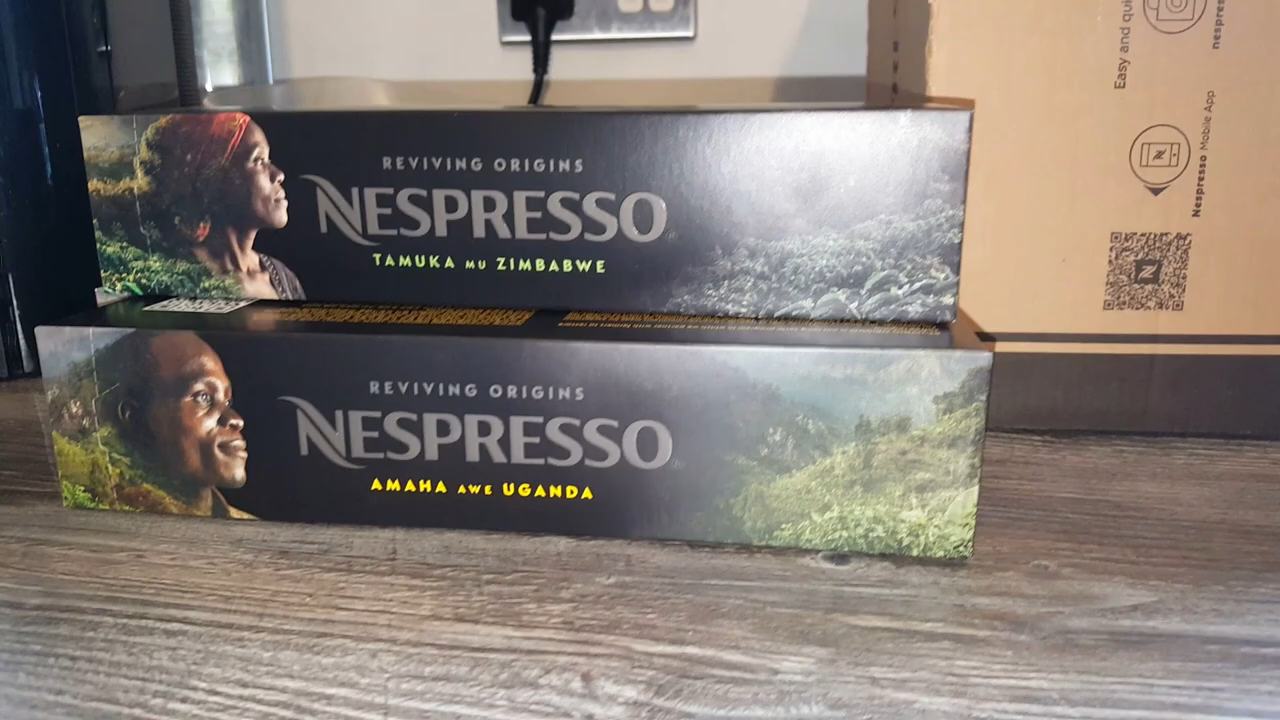 REVIVING ORIGINS
NESPRESSO
TAMUKA MU ZIMBABWE
REVIVING ORIGINS
NESPRESSO
AMAHA AWE UGANDA
Easy and qui
nespres
Nespresso Mobile App